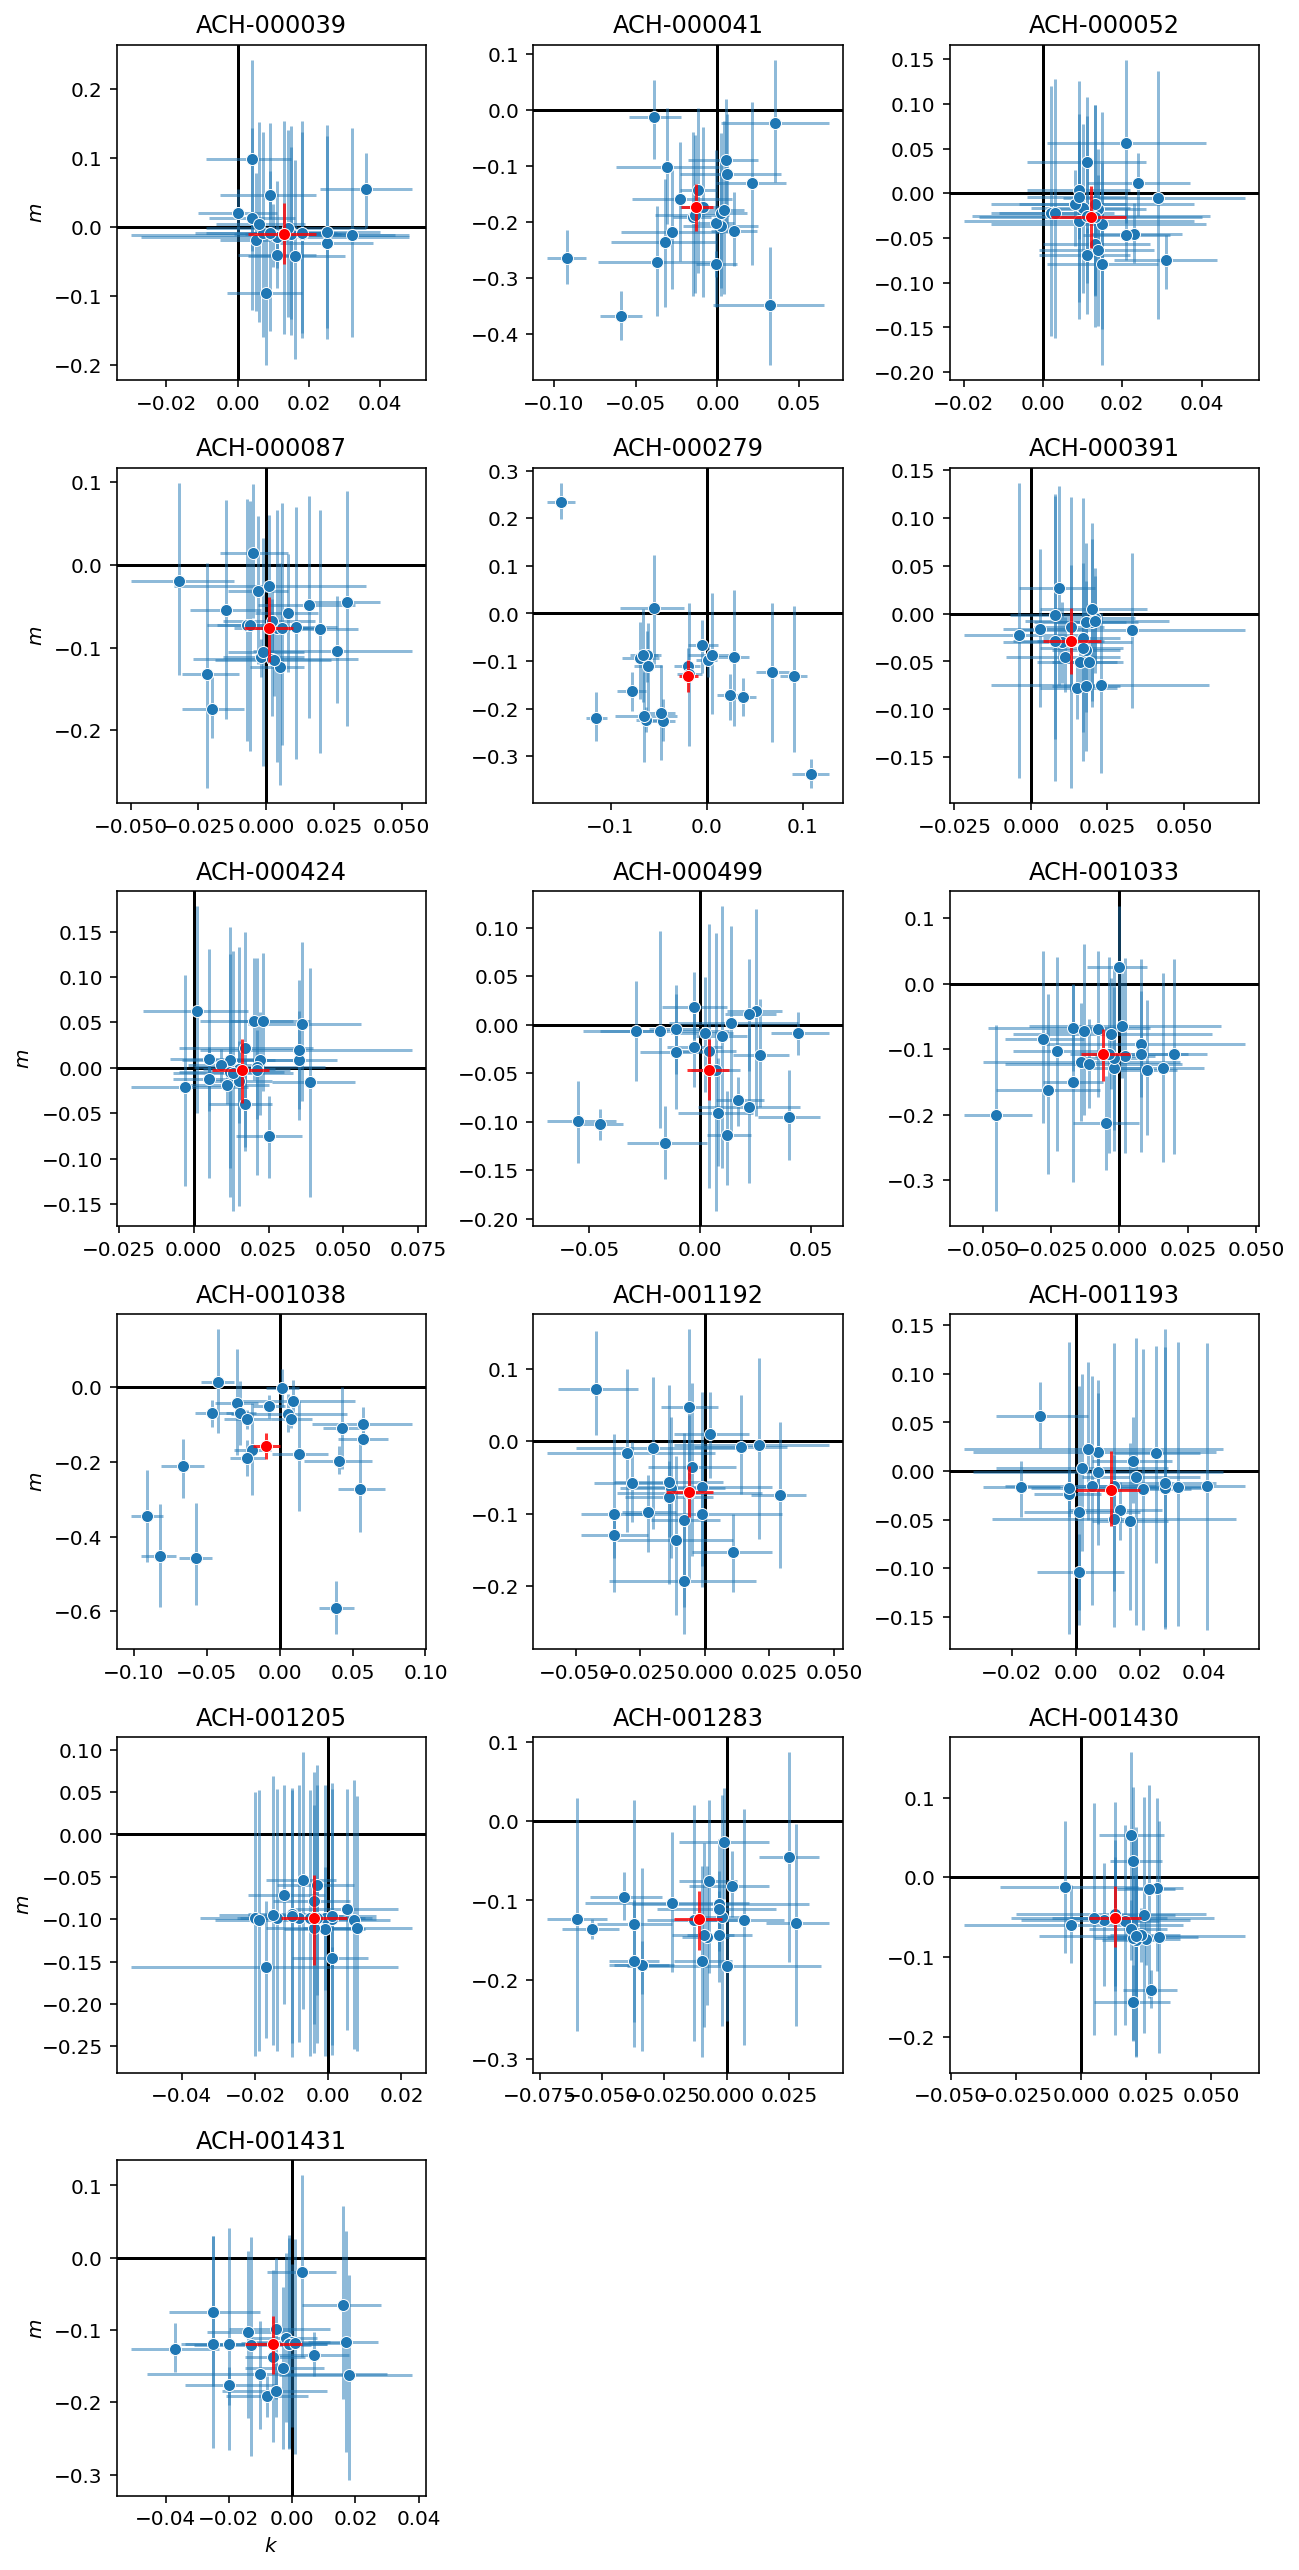 ACH-000039 ACH-000041 ACH-000052
0.2 0.1 0.0 −0.1 −0.2
m
−0.02 0.00 0.02 0.04
0.1 0.0 −0.1 −0.2 −0.3 −0.4
−0.10 −0.05 0.00 0.05
0.15 0.10 0.05 0.00 −0.05 −0.10 −0.15 −0.20
−0.02 0.00 0.02 0.04
ACH-000087 ACH-000279 ACH-000391
0.1 0.0 −0.1 −0.2
m
−0.050 −0.025 0.000 0.025 0.050
0.3 0.2 0.1 0.0 −0.1 −0.2 −0.3
−0.1 0.0 0.1
0.15 0.10 0.05 0.00 −0.05 −0.10 −0.15
−0.025 0.000 0.025 0.050
ACH-000424 ACH-000499 ACH-001033
0.15 0.10 0.05 0.00 −0.05 −0.10 −0.15
m
−0.025 0.000 0.025 0.050 0.075
0.10 0.05 0.00 −0.05 −0.10 −0.15 −0.20
−0.05 0.00 0.05
0.1 0.0 −0.1 −0.2 −0.3
−0.050 −0.025 0.000 0.025 0.050
ACH-001038 ACH-001192 ACH-001193
0.0 −0.2 −0.4 −0.6
m
−0.10 −0.05 0.00 0.05 0.10
0.1 0.0 −0.1 −0.2
−0.050 −0.025 0.000 0.025 0.050
0.15 0.10 0.05 0.00 −0.05 −0.10 −0.15
−0.02 0.00 0.02 0.04
ACH-001205 ACH-001283 ACH-001430
0.10 0.05 0.00 −0.05 −0.10 −0.15 −0.20 −0.25
m
−0.04 −0.02 0.00 0.02
0.1 0.0 −0.1 −0.2 −0.3
−0.075 −0.050 −0.025 0.000 0.025
0.1 0.0 −0.1 −0.2
−0.050 −0.025 0.000 0.025 0.050
ACH-001431
0.1 0.0 −0.1 −0.2 −0.3
m
−0.04 −0.02 0.00 0.02 0.04
k